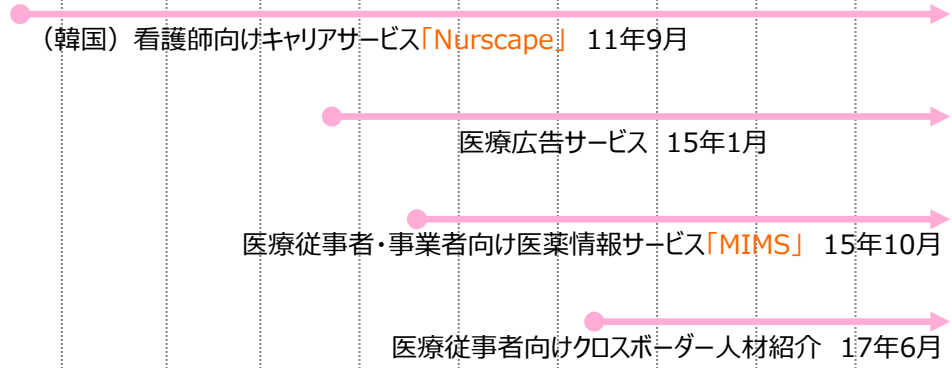 （韓国）看護師向けキャリアサービス「Nurscape」 11年9月
医療広告サービス 15年1月
医療従事者・事業者向け医薬情報サービス「MIMS」 15年10月
医療従事者向けクロスボーダー人材紹介 17年6月